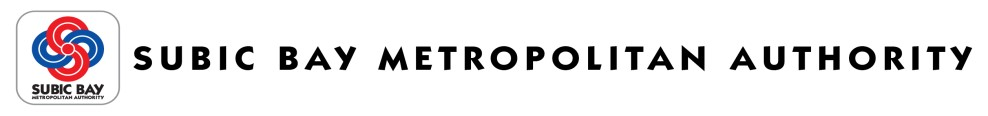 SUBIC BAY
METROPOLITAN AUTHORITY
SUBIC BAY METROPOLITAN AUTHORITY